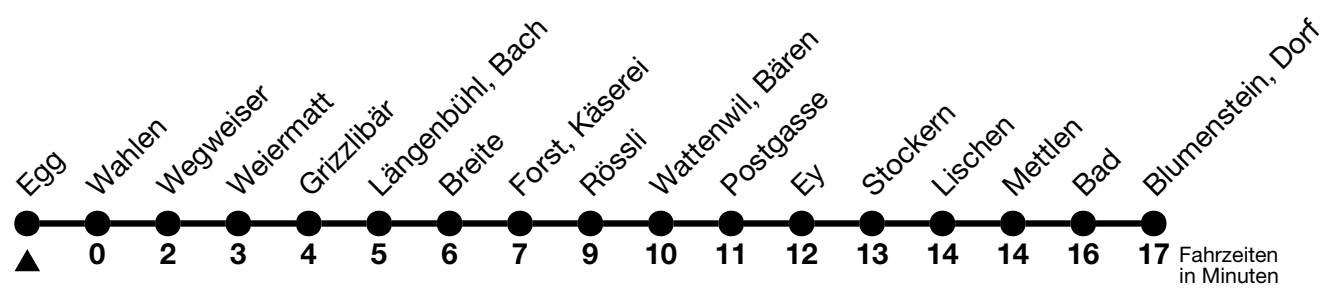 Egg
Wahlen
Wegweiser
Weiermatt
Grizzlibär
Längenbühl, Bach
Breite
Forst, Käserei
Rössli
Wattenwil, Bären
Postgasse
Ey
Stockern
Lischen
Mettlen
Bad
Blumenstein, Dorf
0 2 3 4 5 6 7 9 10 11 12 13 14 14 16 17
Fahrzeiten
in Minuten